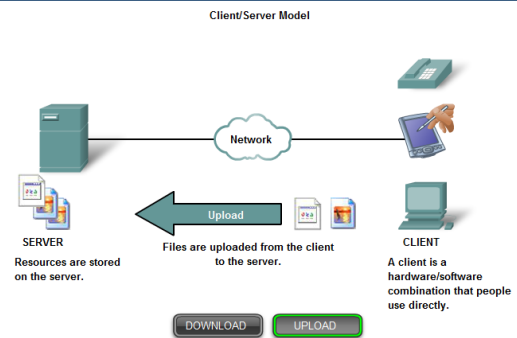 Client/Server Model
Network
Upload
SERVER
Resources are stored
on the server.
Files are uploaded from the client
to the server.
CLIENT
A client is a
hardware/software
combination that people
use directly.
DOWNLOAD
UPLOAD